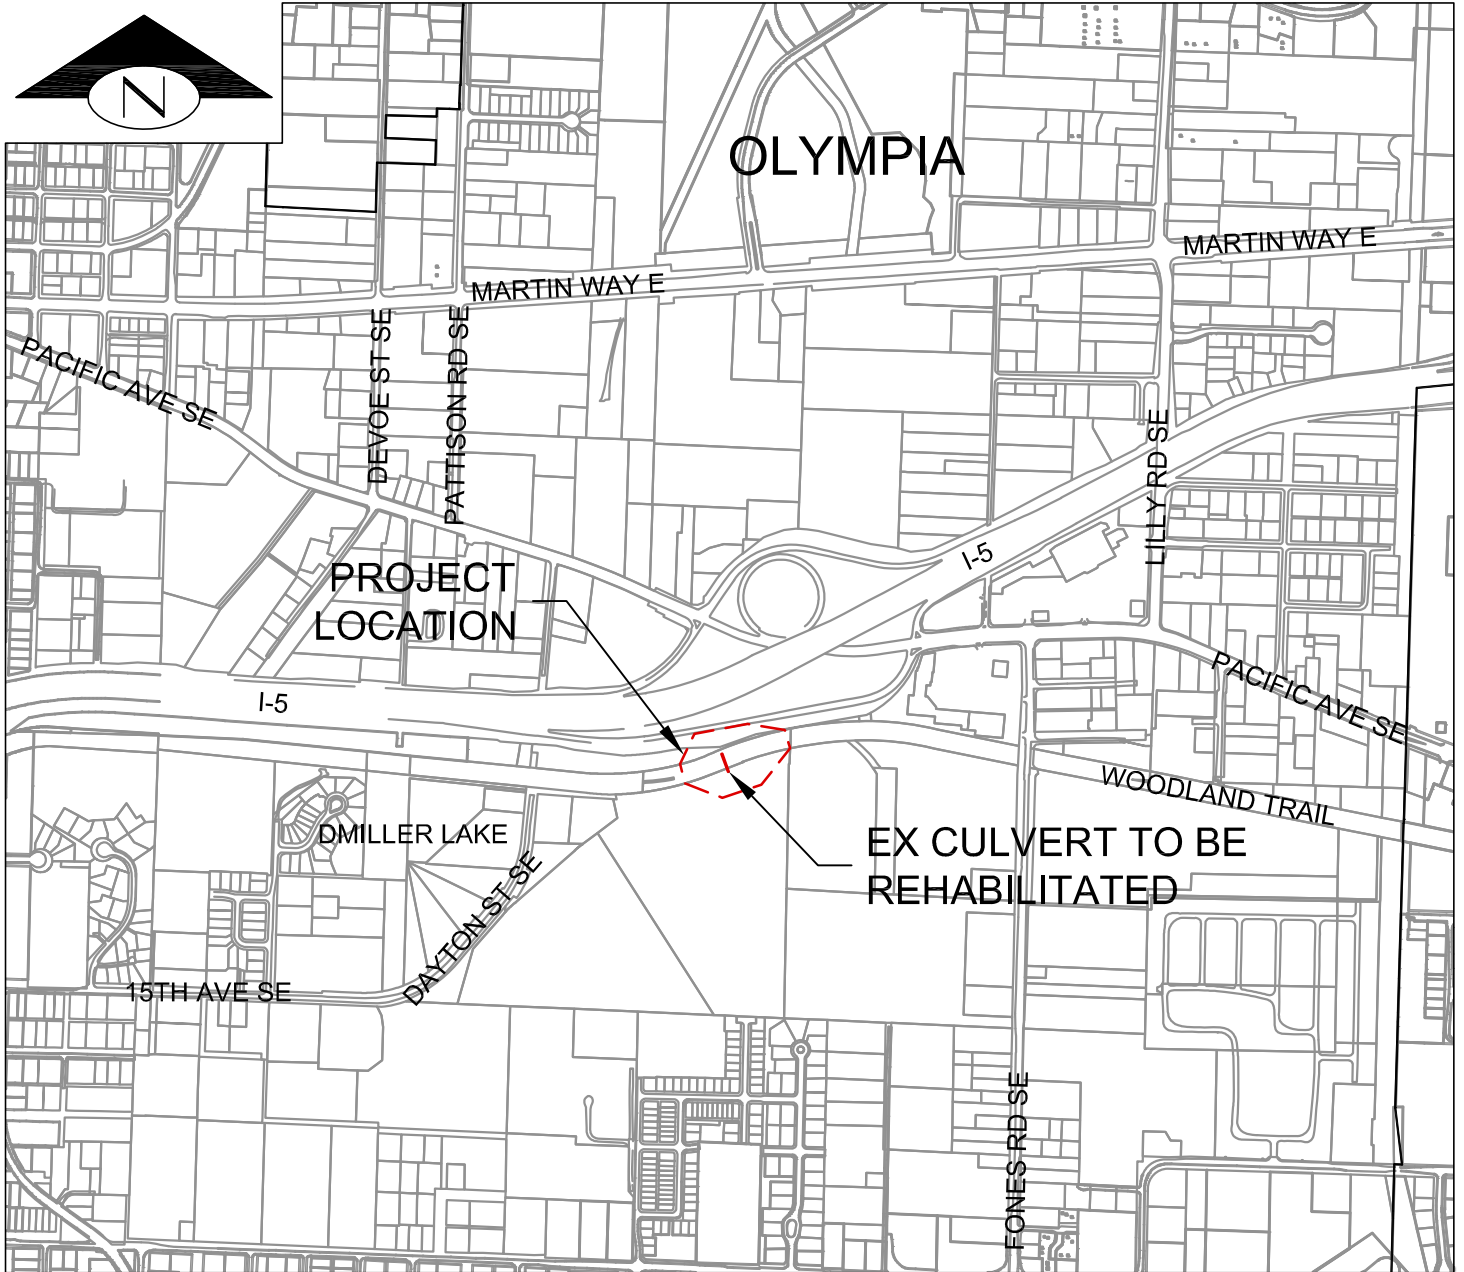 N
OLYMPIA
MARTIN WAY E
MARTIN WAY E
PACIFIC AVE SE
DEVOE ST SE
PATTISON RD SE
LILLY RD SE
I-5
PROJECT
LOCATION
I-5
PACIFIC AVE SE
WOODLAND TRAIL
DMILLER LAKE
EX CULVERT TO BE
REHABILITATED
DAYTON ST SE
15TH AVE SE
FONES RD SE